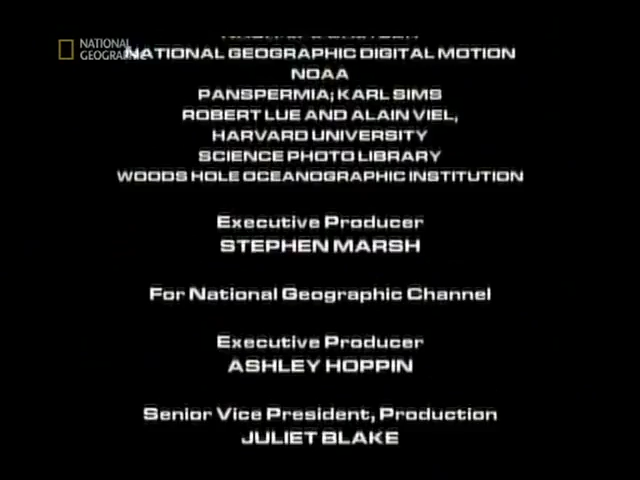 NATIONAL
GEOGRAPHIC
NATIONAL GEOGRAPHIC DIGITAL MOTION
NOAA
PANSPERMIA; KARL SIMS
ROBERT LUE AND ALAIN VIEL,
HARVARD UNIVERSITY
SCIENCE PHOTO LIBRARY
WOODS HOLE OCEANOGRAPHIC INSTITUTION
Executive Producer
STEPHEN MARSH
For National Geographic Channel
Executive Producer
ASHLEY HOPPIN
Senior Vice President, Production
JULIET BLAKE